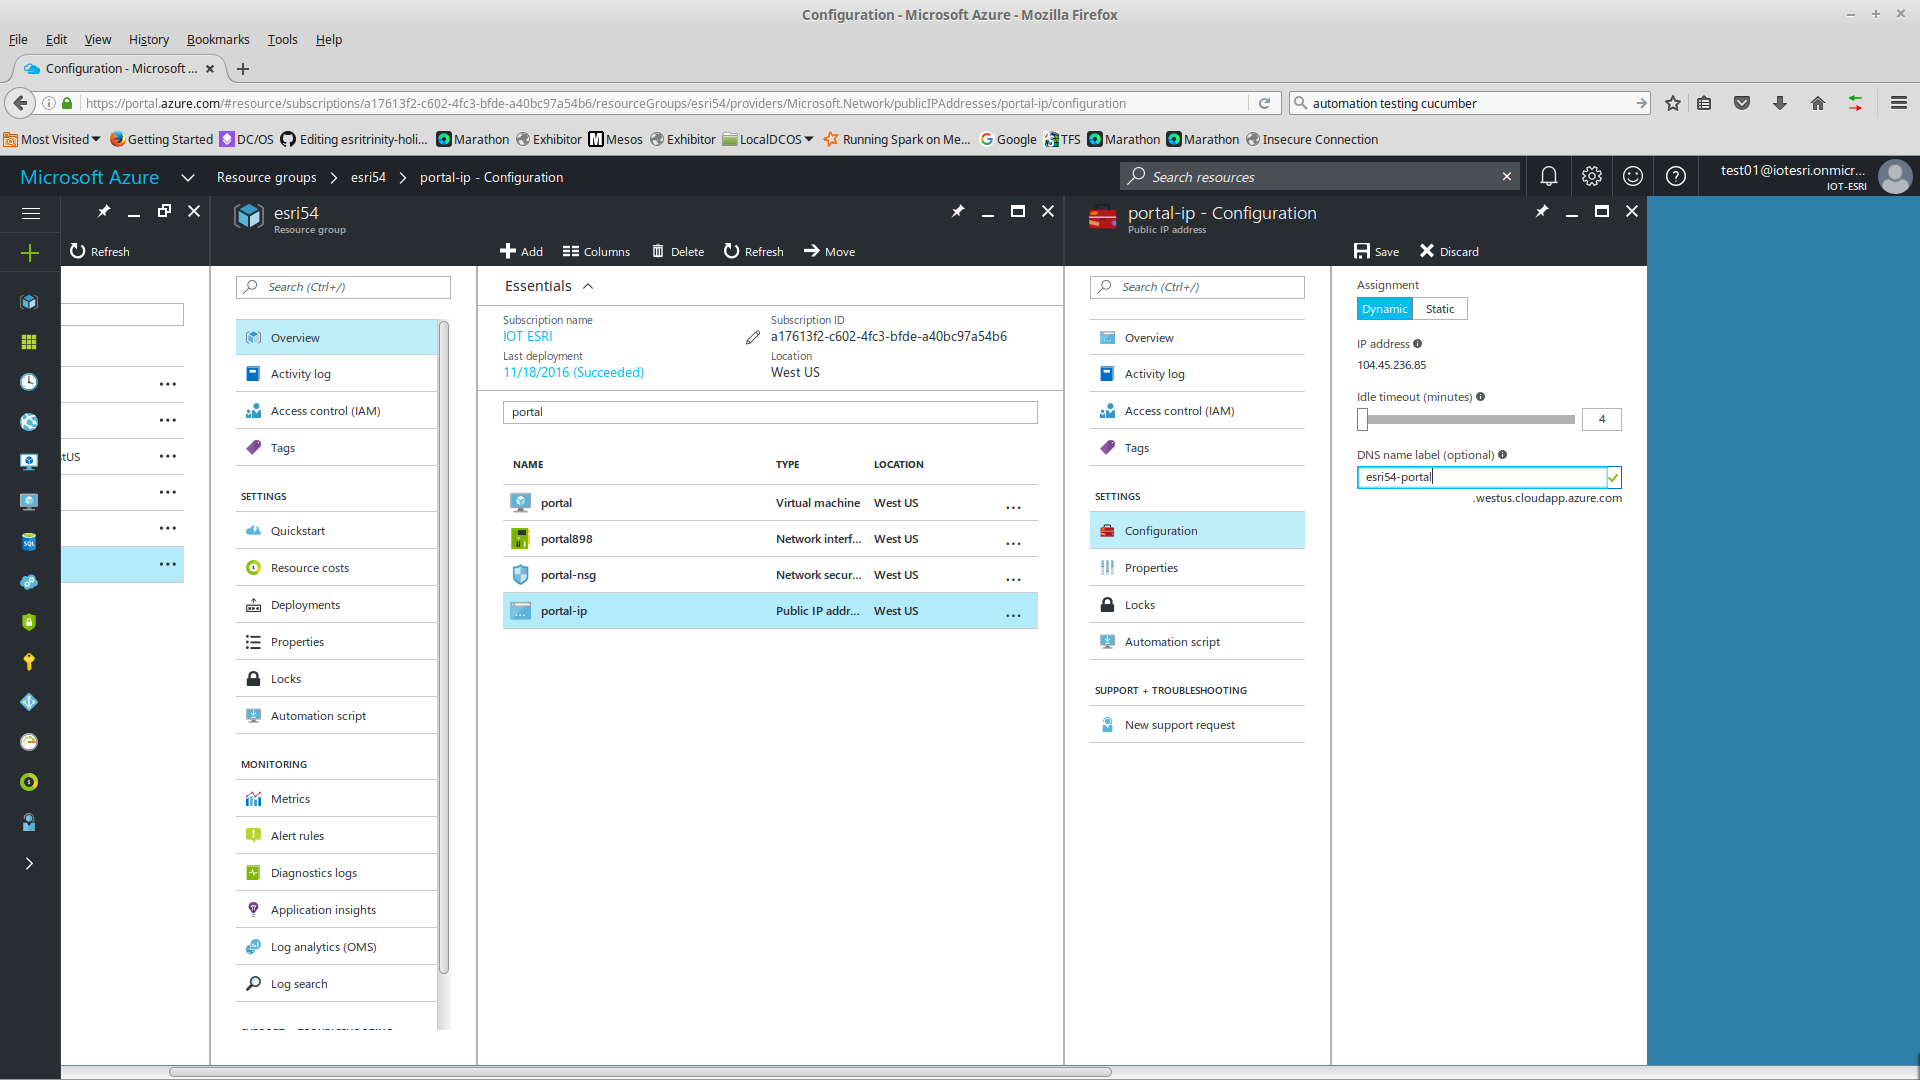 Configuration - Microsoft Azure - Mozilla Firefox
File Edit View History Bookmarks Tools Help
Configuration - Microsoft ...
https://portal.azure.com/#resource/subscriptions/a17613f2-c602-4fc3-bfde-a40bc97a54b6/resourceGroups/esri54/providers/Microsoft.Network/publicIPAddresses/portal-ip/configuration
automation testing cucumber
Most Visited Getting Started DC/OS Editing esritrinity-holi... Marathon Exhibitor Mesos Exhibitor LocalDCOS Running Spark on Me... Google TFS Marathon Marathon Insecure Connection
Microsoft Azure Resource groups esri54 portal-ip - Configuration
Search resources
test01@iotesri.onmicr...
IOT-ESRI
Refresh
tUS
esri54
Resource group
Add Columns Delete Refresh Move
Search (Ctrl+/)
Overview
Activity log
Access control (IAM)
Tags
SETTINGS
Quickstart
Resource costs
Deployments
Properties
Locks
Automation script
MONITORING
Metrics
Alert rules
Diagnostics logs
Application insights
Log analytics (OMS)
Log search
SUPPORT + TROUBLESHOOTING
Essentials
Subscription name
IOT ESRI
Last deployment
11/18/2016 (Succeeded)
Subscription ID
a17613f2-c602-4fc3-bfde-a40bc97a54b6
Location
West US
portal
NAME TYPE LOCATION
portal Virtual machine West US ...
portal898 Network interf... West US ...
portal-nsg Network secur... West US ...
portal-ip Public IP addr... West US ...
portal-ip - Configuration
Public IP address
Save Discard
Search (Ctrl+/)
Overview
Activity log
Access control (IAM)
Tags
SETTINGS
Configuration
Properties
Locks
Automation script
SUPPORT + TROUBLESHOOTING
New support request
Assignment
Dynamic Static
IP address
104.45.236.85
Idle timeout (minutes)
4
DNS name label (optional)
esri54-portal
.westus.cloudapp.azure.com